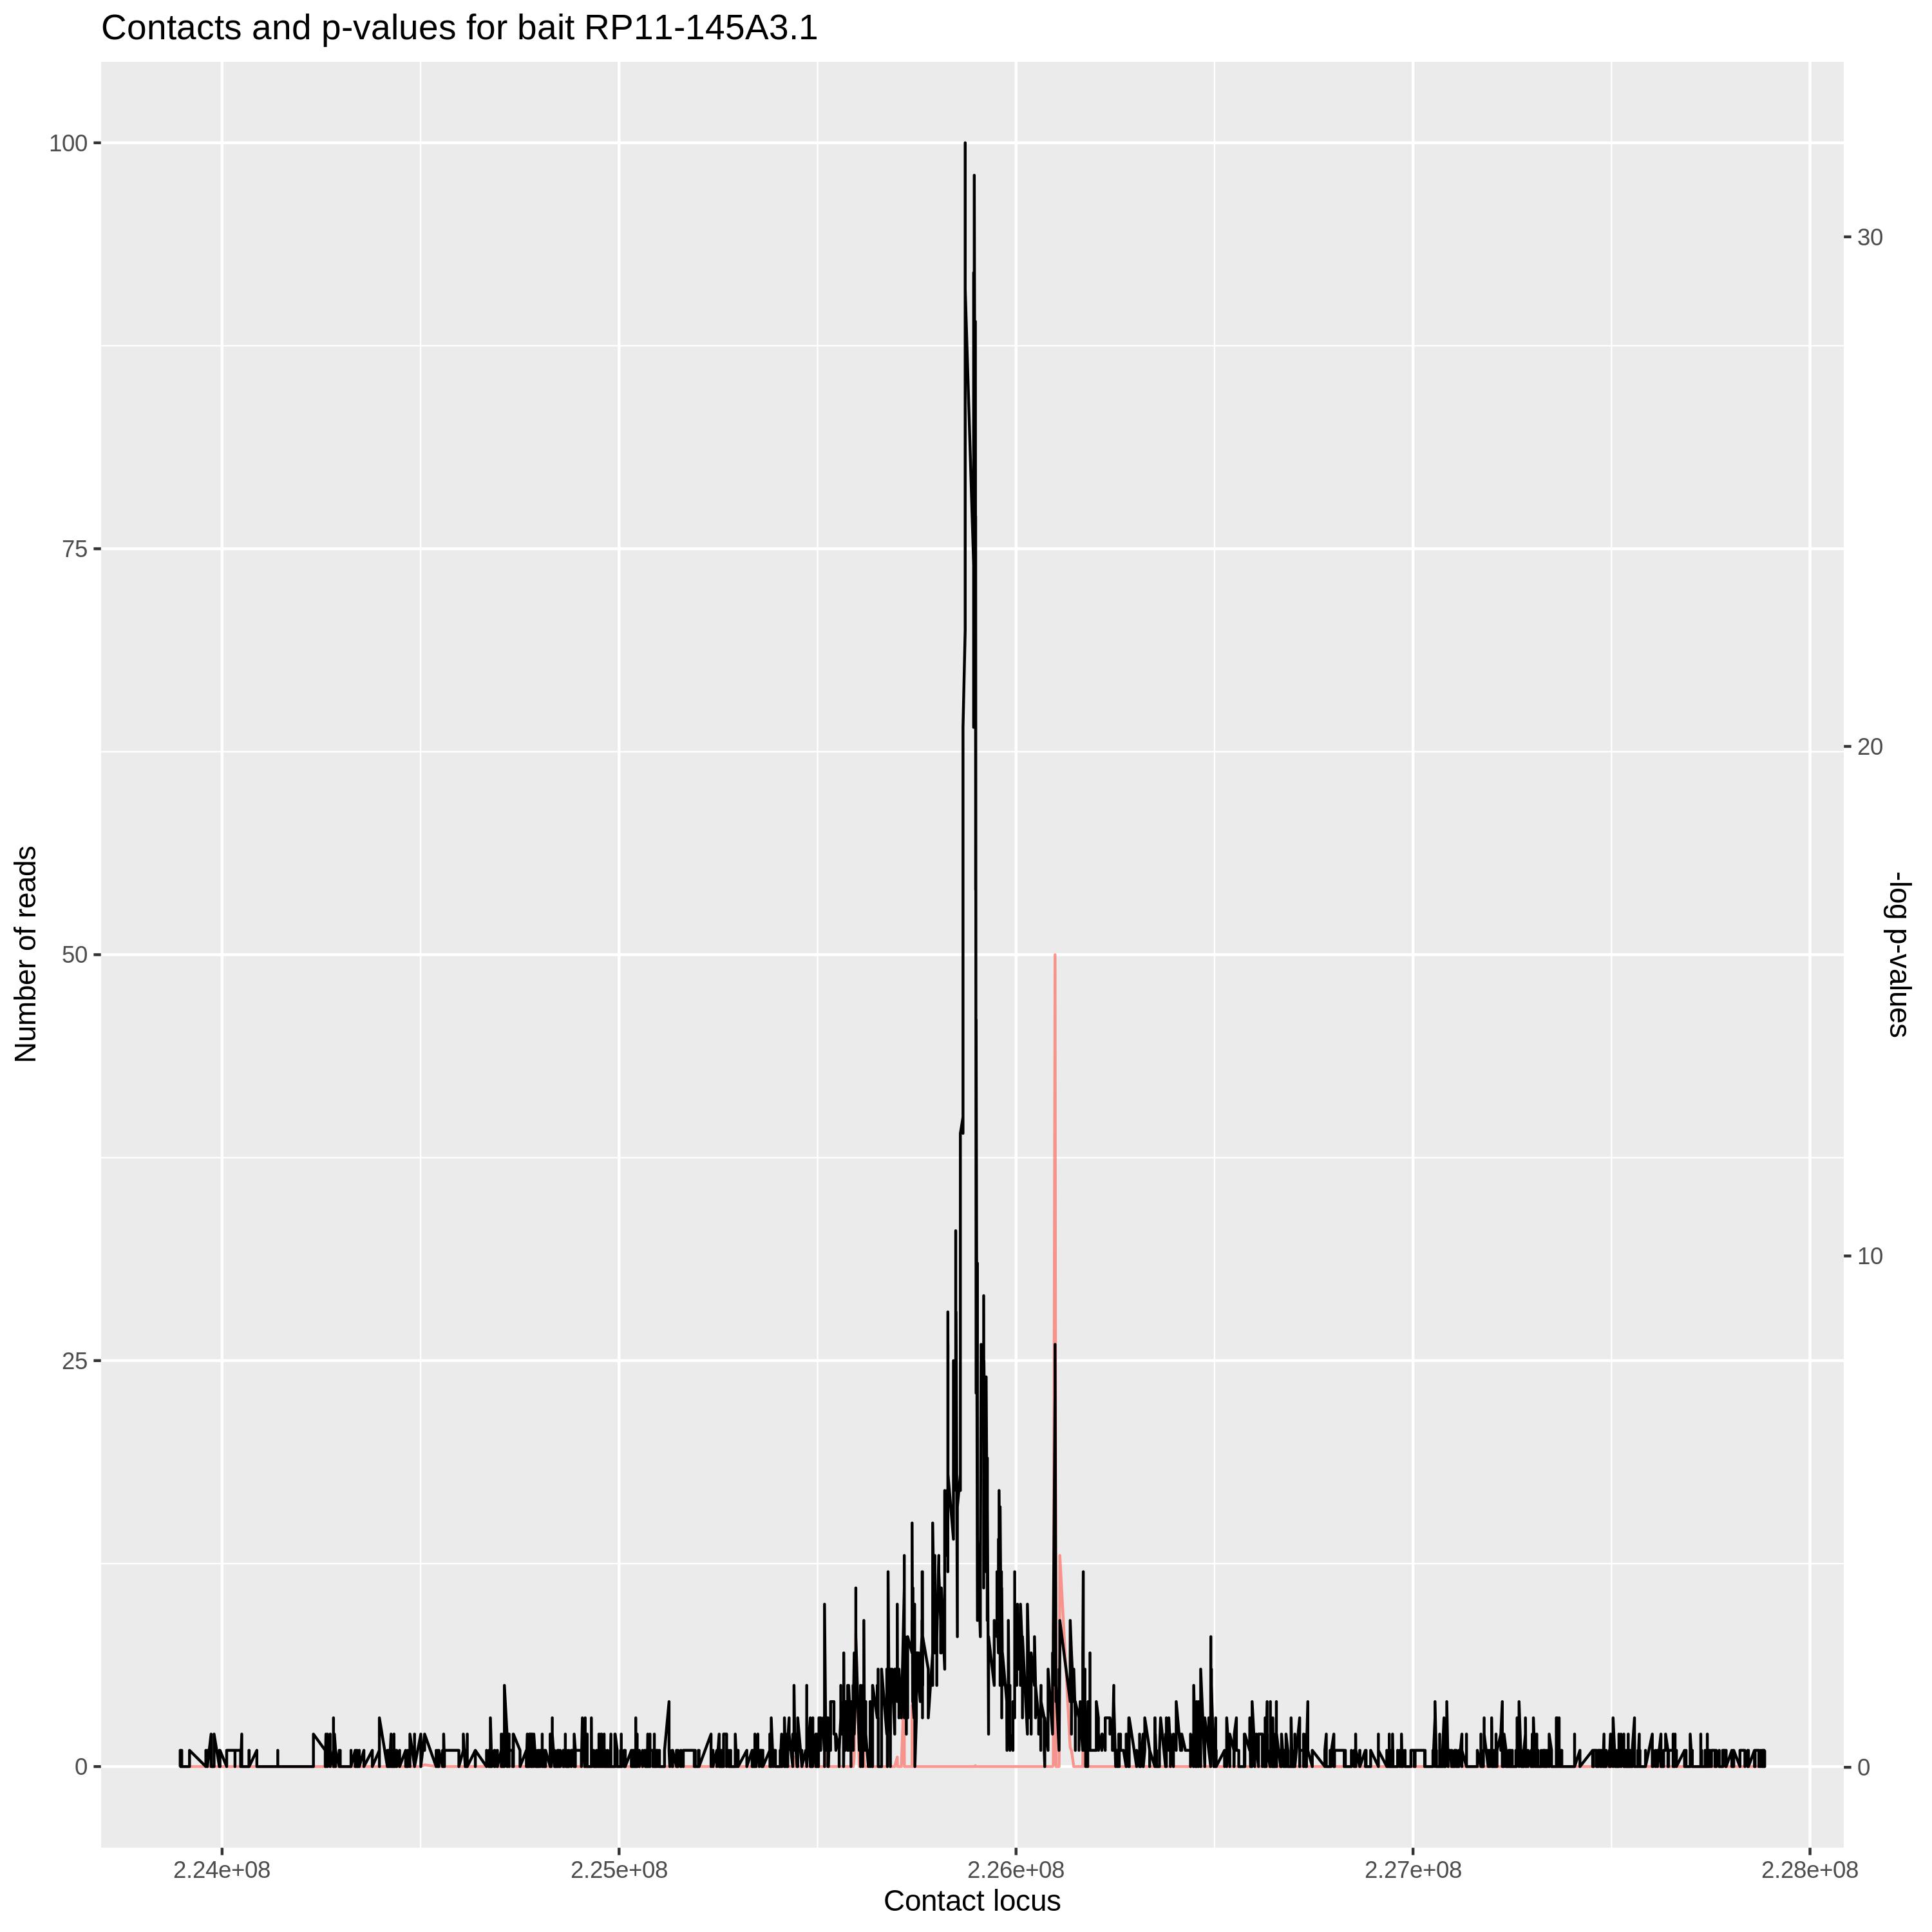 Contacts and p-values for bait RP11-145A3.1
100
75
50
25
0
Number of reads
30
20
10
0
-log p-values
2.24e+08
2.25e+08
2.26e+08
2.27e+08
2.28e+08
Contact locus